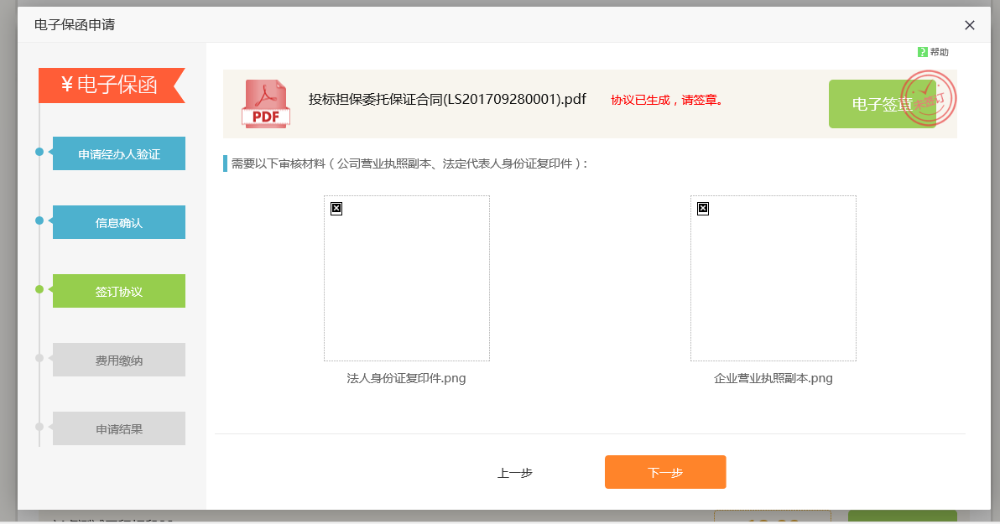 电子保函申请
帮助
¥ 电子保函
PDF
投标担保委托保证合同(LS201709280001).pdf
协议已生成，请签章。
电子签章
未签订
申请经办人验证
需要以下审核材料（公司营业执照副本、法定代表人身份证复印件）：
信息确认
签订协议
费用缴纳
法人身份证复印件.png
企业营业执照副本.png
申请结果
上一步
下一步